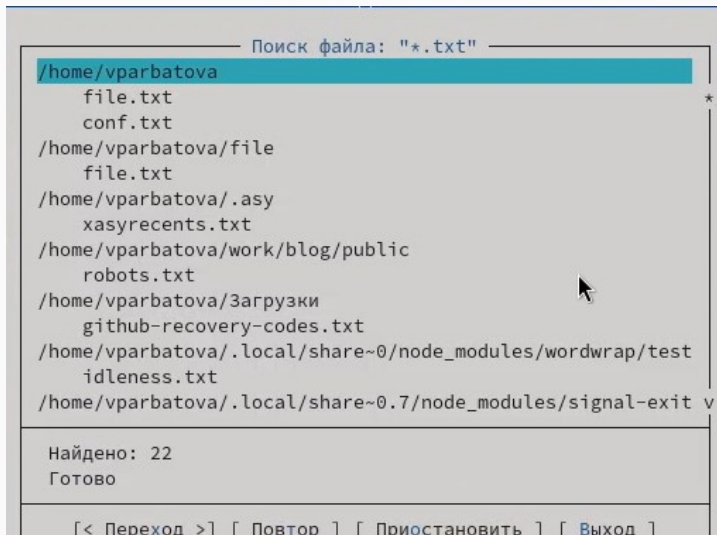 Поиск файла: "*.txt"
/home/vparbatova
file.txt
conf.txt
/home/vparbatova/file
file.txt
/home/vparbatova/.asy
xasyrecents.txt
/home/vparbatova/work/blog/public
robots.txt
/home/vparbatova/Загрузки
github-recovery-codes.txt
/home/vparbatova/.local/share~0/node_modules/wordwrap/test
idleness.txt
/home/vparbatova/.local/share~0.7/node_modules/signal-exit
Найдено: 22
Готово
[< Переход >] [ Повтор ] [ Приостановить ] [ Выход ]